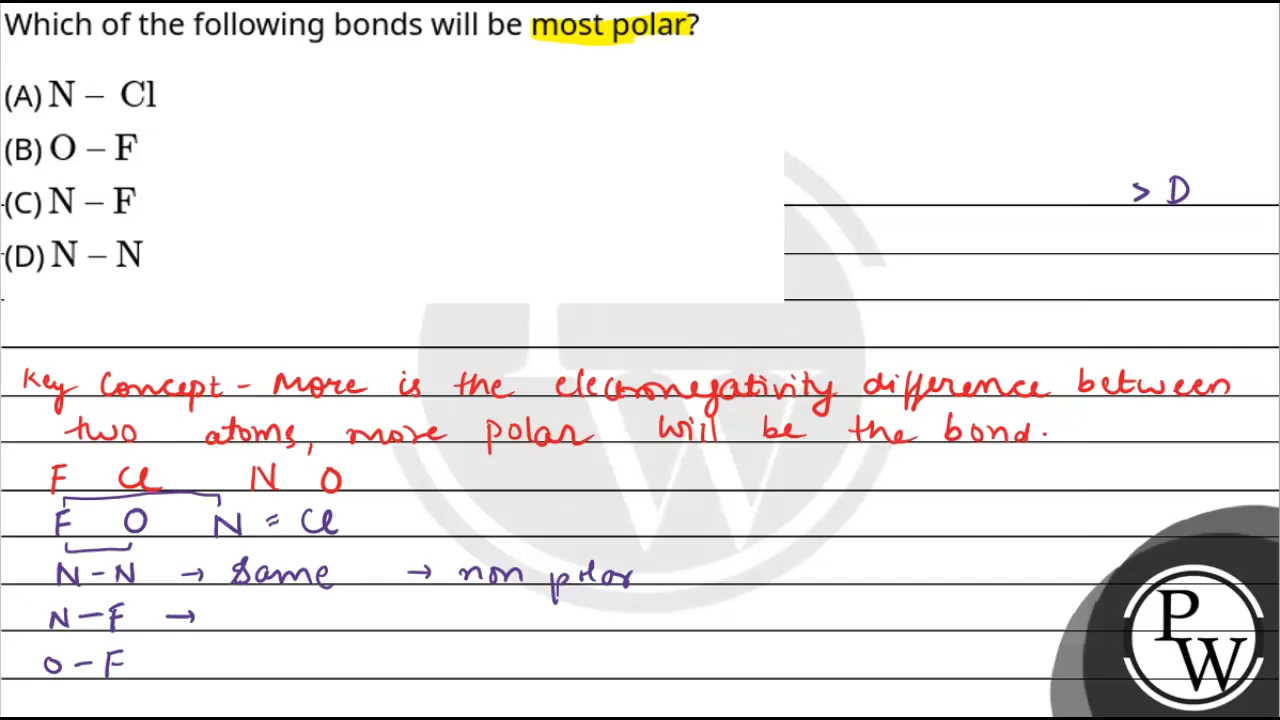 Which of the following bonds will be most polar?
(A) N – Cl
(B) O – F
(C) N – F
(D) N – N
> D
Key Concept - More is the electronegativity difference between
two atoms, more polar will be the bond.
F Cl N O
F O N = Cl
N - N → Same → non polar
N - F →
O - F
P
W